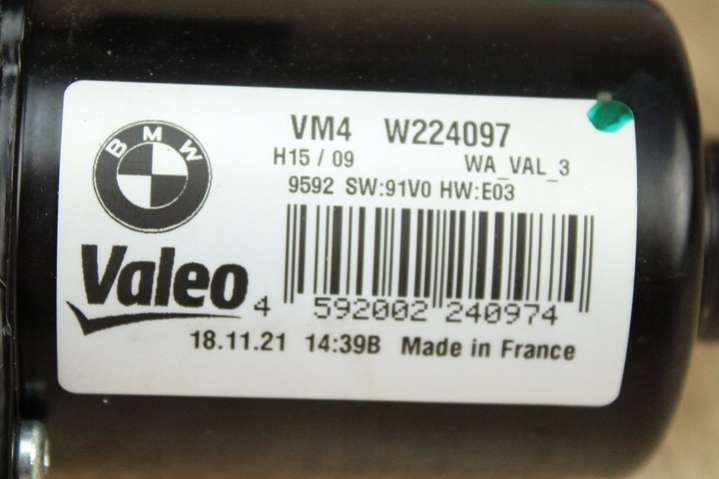 BMW
VM4 W224097
H15 / 09 WA_VAL_3
9592 SW:91V0 HW:E03
Valeo
4 592002 240974
18.11.21 14:39B Made in France